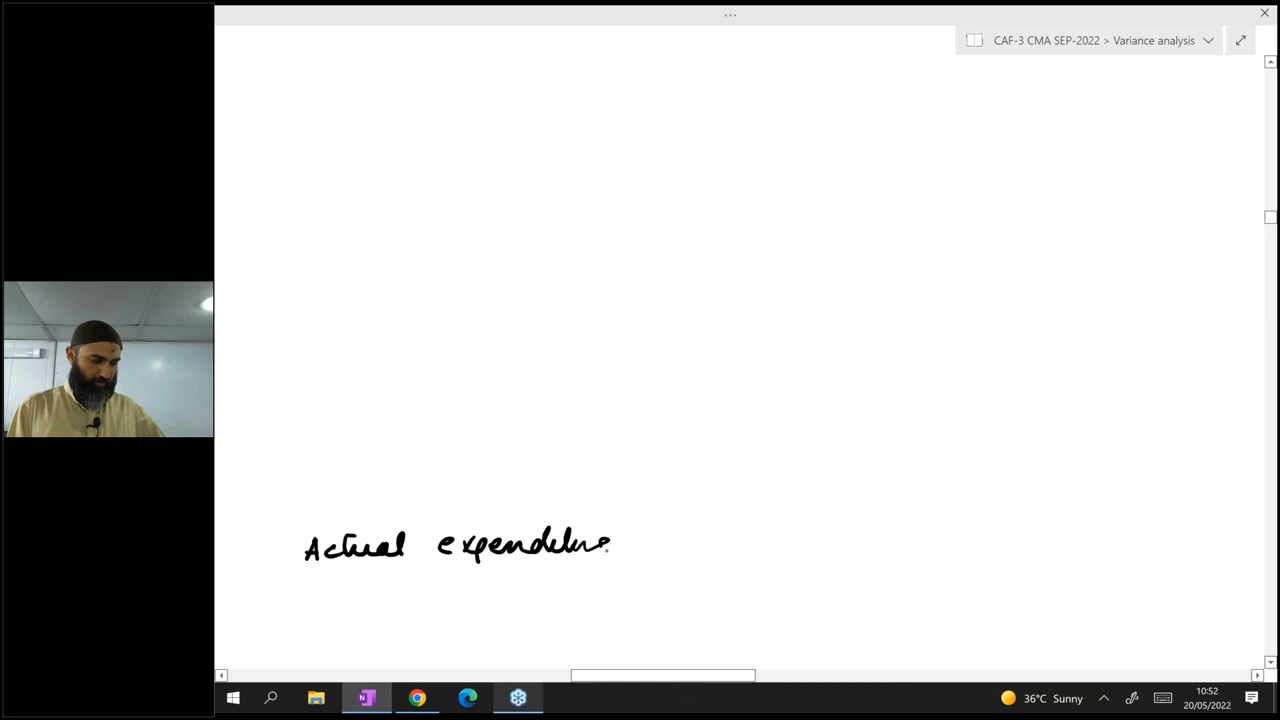 CAF-3 CMA SEP-2022 > Variance analysis
Actual expenditure
36°C Sunny
10:52
20/05/2022